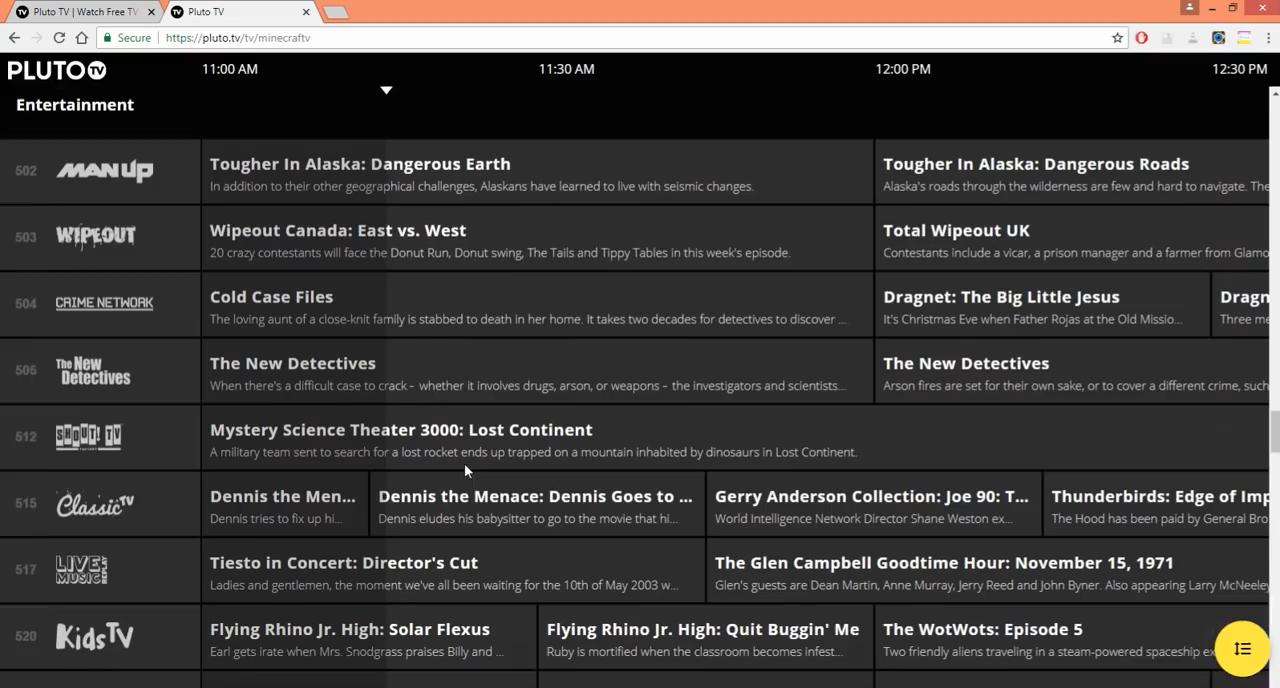 Pluto TV | Watch Free TV
Pluto TV
Secure
https://pluto.tv/tv/minecraftv
PLUTO TV
11:00 AM
11:30 AM
12:00 PM
12:30 PM
Entertainment
502
MAN UP
Tougher In Alaska: Dangerous Earth
In addition to their other geographical challenges, Alaskans have learned to live with seismic changes.
Tougher In Alaska: Dangerous Roads
Alaska's roads through the wilderness are few and hard to navigate. The
503
WIPEOUT
Wipeout Canada: East vs. West
20 crazy contestants will face the Donut Run, Donut swing, The Tails and Tippy Tables in this week's episode.
Total Wipeout UK
Contestants include a vicar, a prison manager and a farmer from Glamo
504
CRIME NETWORK
Cold Case Files
The loving aunt of a close-knit family is stabbed to death in her home. It takes two decades for detectives to discover ...
Dragnet: The Big Little Jesus
It's Christmas Eve when Father Rojas at the Old Missio...
Dragn
Three me
505
The New
Detectives
The New Detectives
When there's a difficult case to crack – whether it involves drugs, arson, or weapons – the investigators and scientists...
The New Detectives
Arson fires are set for their own sake, or to cover a different crime, such
512
SHOUT! TV
Mystery Science Theater 3000: Lost Continent
A military team sent to search for a lost rocket ends up trapped on a mountain inhabited by dinosaurs in Lost Continent.
515
Classic TV
Dennis the Men...
Dennis tries to fix up hi...
Dennis the Menace: Dennis Goes to ...
Dennis eludes his babysitter to go to the movie that hi...
Gerry Anderson Collection: Joe 90: T...
World Intelligence Network Director Shane Weston ex...
Thunderbirds: Edge of Imp
The Hood has been paid by General Bro
517
LIVE
MUSIC REPLAY
Tiesto in Concert: Director's Cut
Ladies and gentlemen, the moment we've all been waiting for the 10th of May 2003 w...
The Glen Campbell Goodtime Hour: November 15, 1971
Glen's guests are Dean Martin, Anne Murray, Jerry Reed and John Byner. Also appearing Larry McNeeley
520
KidsTV
Flying Rhino Jr. High: Solar Flexus
Earl gets irate when Mrs. Snodgrass praises Billy and ...
Flying Rhino Jr. High: Quit Buggin' Me
Ruby is mortified when the classroom becomes infest...
The WotWots: Episode 5
Two friendly aliens traveling in a steam-powered spaceship ex